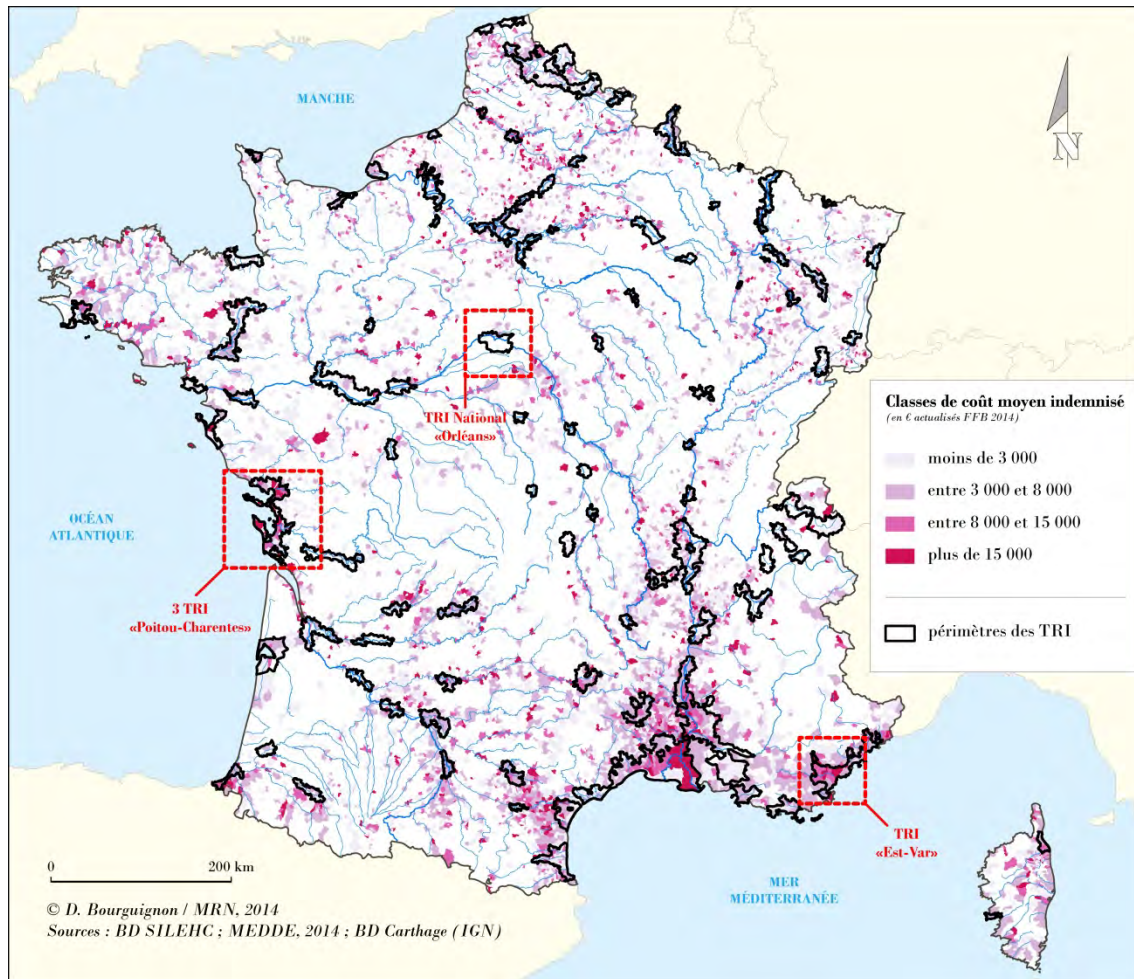 MANCHE
N
TRI National
«Orléans»
OCÉAN
ATLANTIQUE
3 TRI
«Poitou-Charentes»
Classes de coût moyen indemnisé
(en € actualisés FFB 2014)
moins de 3 000
entre 3 000 et 8 000
entre 8 000 et 15 000
plus de 15 000
périmètres des TRI
TRI
«Est-Var»
MER
MÉDITERRANÉE
0 200 km
© D. Bourguignon / MRN, 2014
Sources : BD SILEHC ; MEDDE, 2014 ; BD Carthage (IGN)